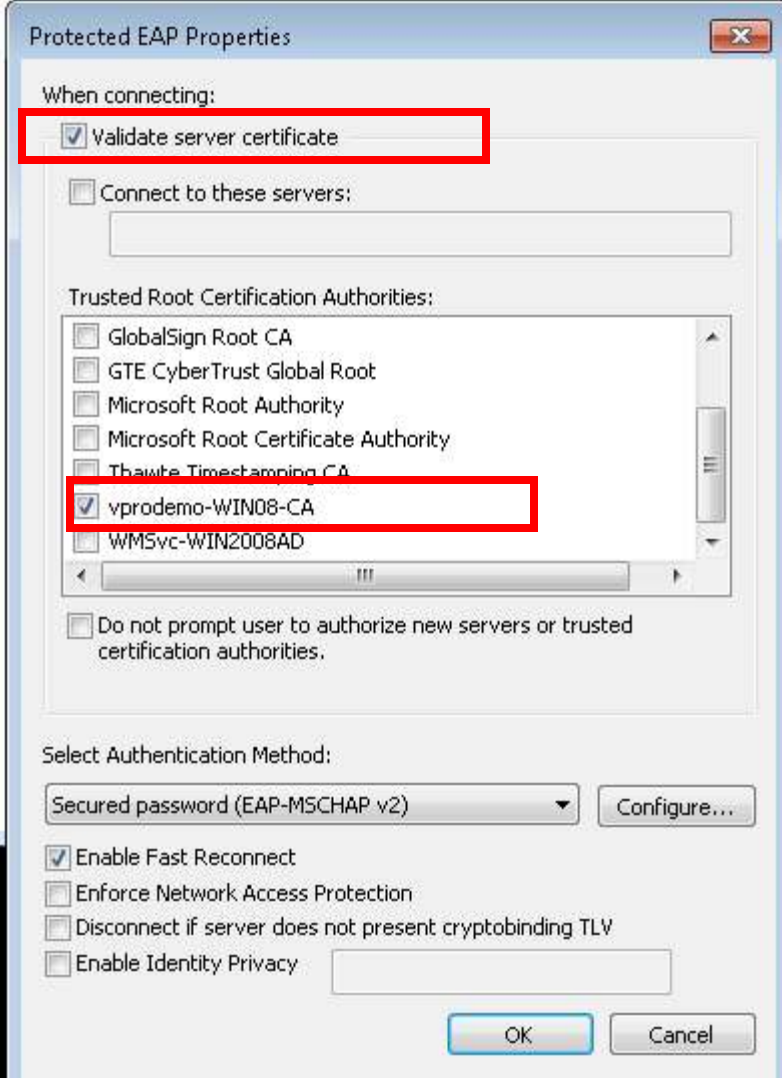 Protected EAP Properties
When connecting:
Validate server certificate
Connect to these servers:
Trusted Root Certification Authorities:
GlobalSign Root CA
GTE CyberTrust Global Root
Microsoft Root Authority
Microsoft Root Certificate Authority
Thawte Timestamping CA
vprodemo-WIN08-CA
WMSvc-WIN2008AD
Do not prompt user to authorize new servers or trusted
certification authorities.
Select Authentication Method:
Secured password (EAP-MSCHAP v2)
Configure...
Enable Fast Reconnect
Enforce Network Access Protection
Disconnect if server does not present cryptobinding TLV
Enable Identity Privacy
OK Cancel